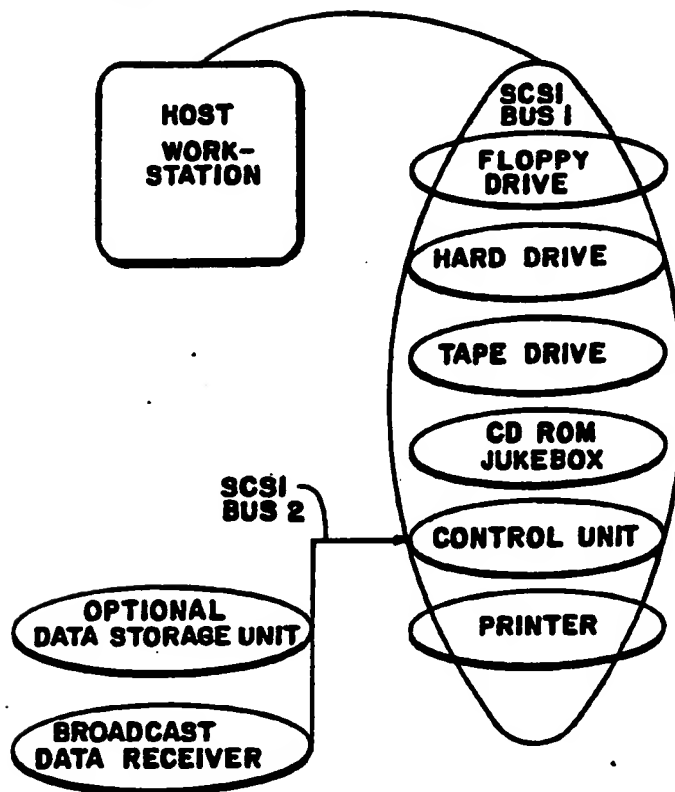 HOST
WORK-
STATION
SCSI
BUS 1
FLOPPY
DRIVE
HARD DRIVE
TAPE DRIVE
CD ROM
JUKEBOX
SCSI
BUS 2
CONTROL UNIT
OPTIONAL
DATA STORAGE UNIT
PRINTER
BROADCAST
DATA RECEIVER